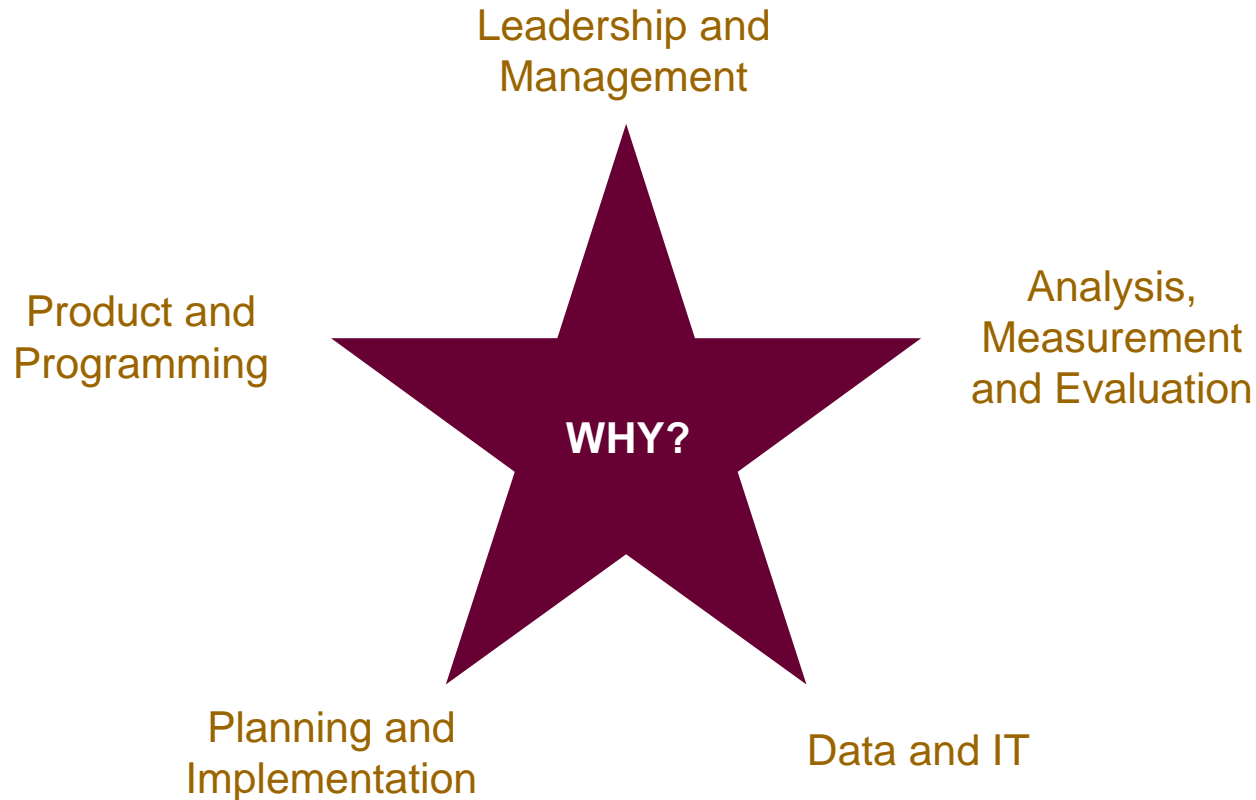 Leadership and
Management
Product and
Programming
Analysis,
Measurement
and Evaluation
WHY?
Planning and
Implementation
Data and IT